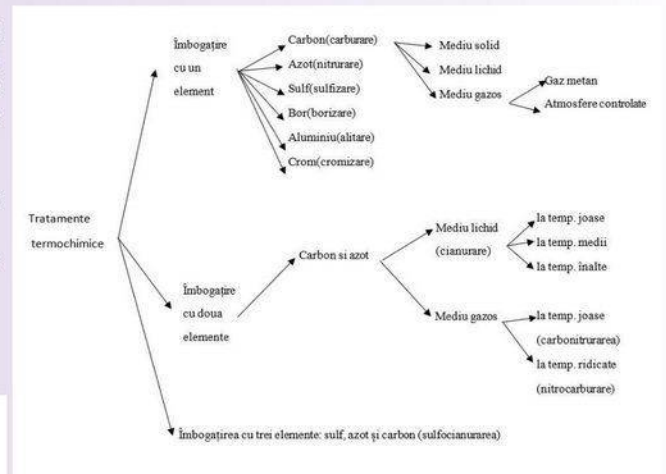 Tratamente
termochimice
Îmbogațire
cu un
element
Carbon(carburare)
Azot(nitrurare)
Sulf(sulfizare)
Bor(borizare)
Aluminiu(alitare)
Crom(cromizare)
Mediu solid
Mediu lichid
Mediu gazos
Gaz metan
Atmosfere controlate
Îmbogațire
cu doua
elemente
Carbon si azot
Mediu lichid
(cianurare)
la temp. joase
la temp. medii
la temp. înalte
Mediu gazos
la temp. joase
(carbonitrurarea)
la temp. ridicate
(nitrocarburare)
Îmbogațirea cu trei elemente: sulf, azot și carbon (sulfocianurarea)